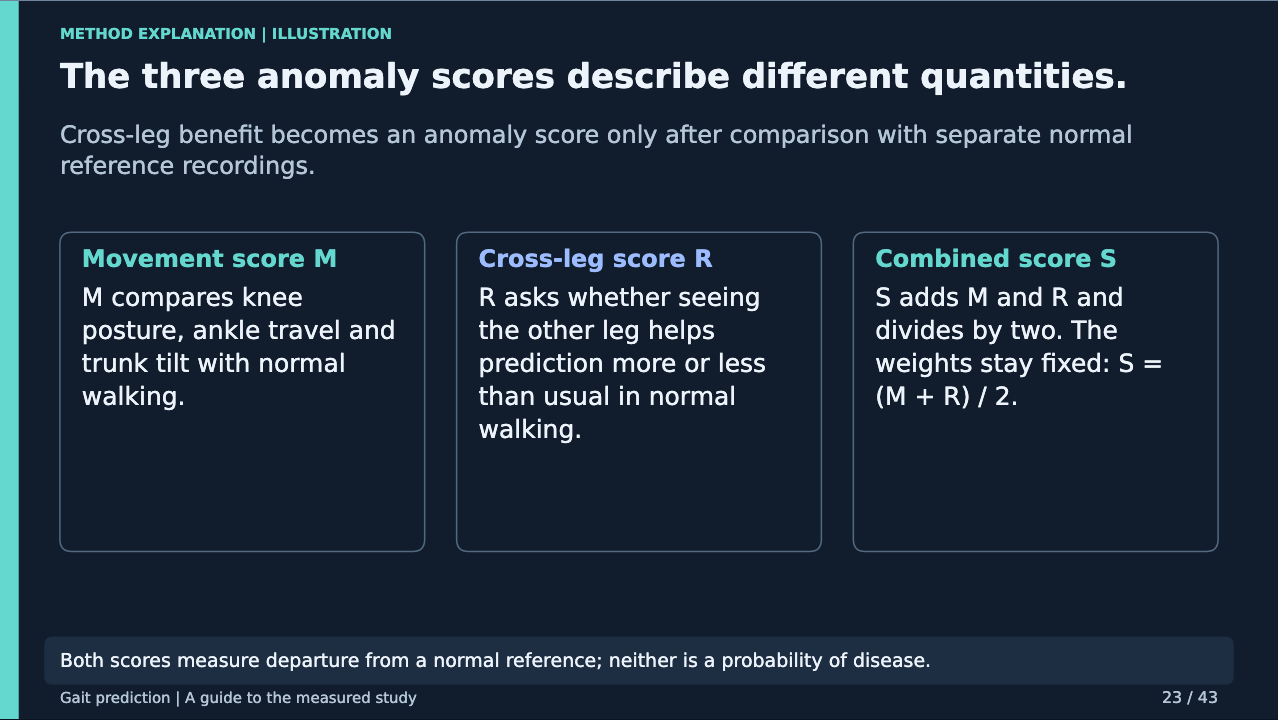 METHOD EXPLANATION | ILLUSTRATION
The three anomaly scores describe different quantities.
Cross-leg benefit becomes an anomaly score only after comparison with separate normal
reference recordings.
Movement score M
M compares knee
posture, ankle travel and
trunk tilt with normal
walking.
Cross-leg score R
R asks whether seeing
the other leg helps
prediction more or less
than usual in normal
walking.
Combined score S
S adds M and R and
divides by two. The
weights stay fixed: S =
(M + R) / 2.
Both scores measure departure from a normal reference; neither is a probability of disease.
Gait prediction | A guide to the measured study
23 / 43